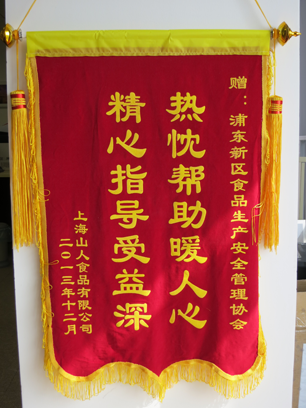 赠：浦东新区食品生产安全管理协会
热忱帮助暖人心
精心指导受益深
上海山人食品有限公司
二〇一三年十二月